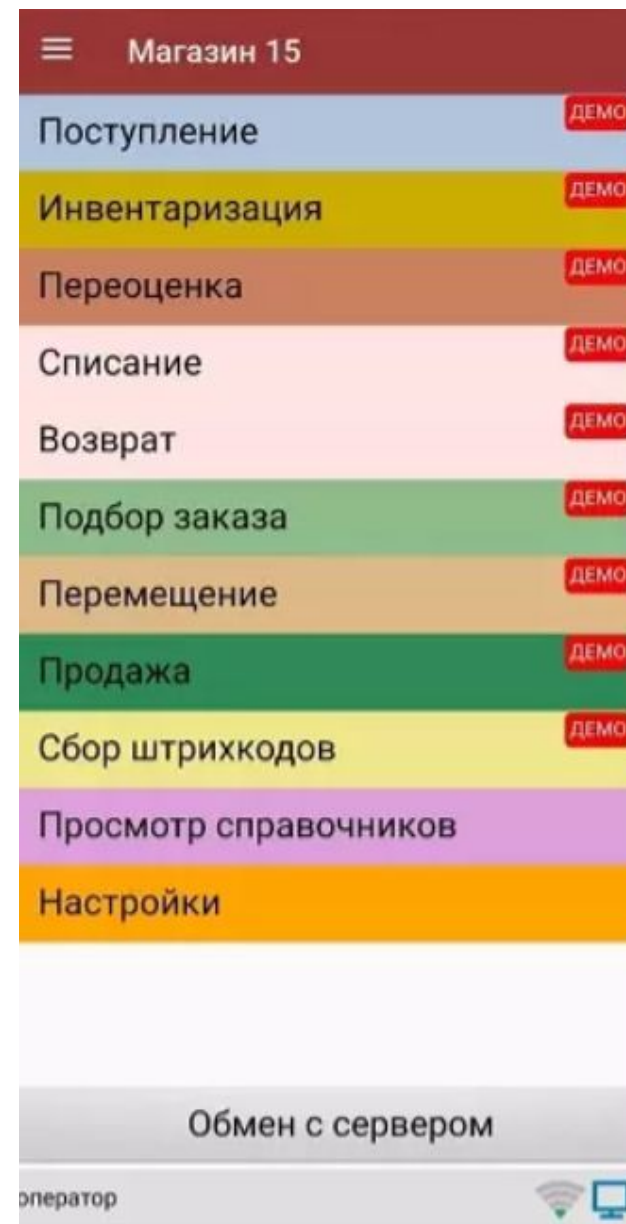 Магазин 15
Поступление ДЕМО
Инвентаризация ДЕМО
Переоценка ДЕМО
Списание ДЕМО
Возврат ДЕМО
Подбор заказа ДЕМО
Перемещение ДЕМО
Продажа ДЕМО
Сбор штрихкодов ДЕМО
Просмотр справочников
Настройки
Обмен с сервером
оператор